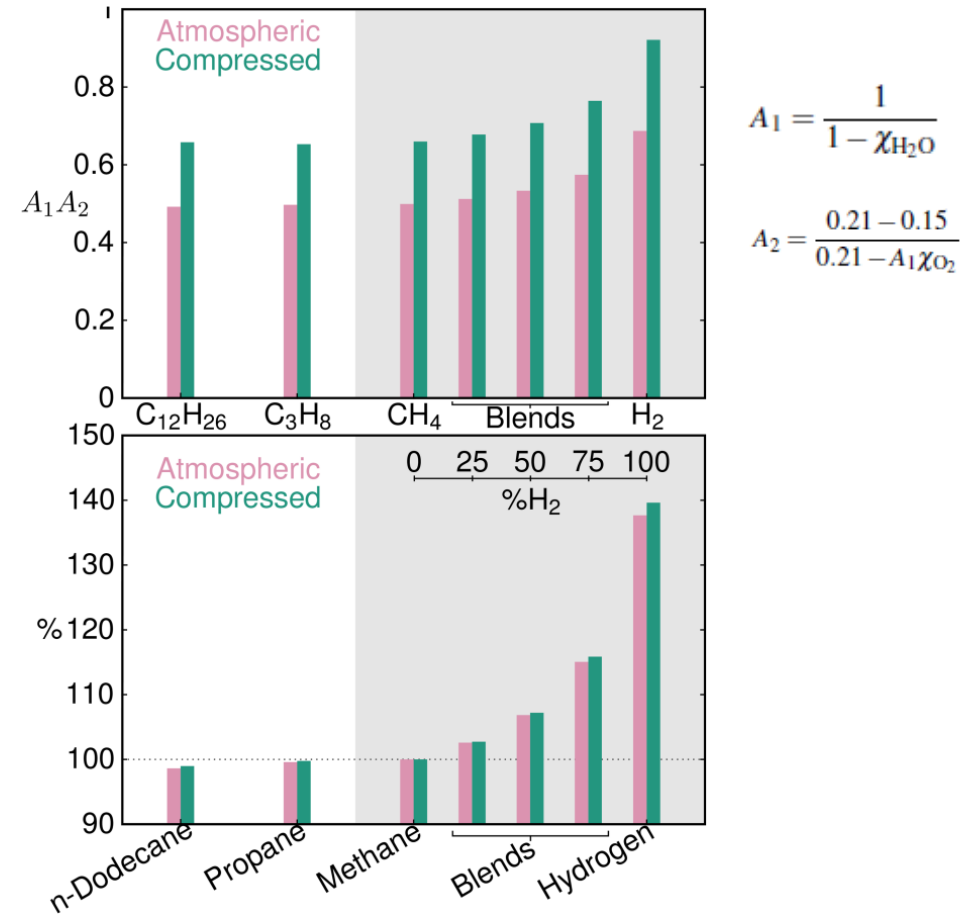 1
Atmospheric
Compressed
0.8
0.6
A₁A₂
0.4
0.2
0
C₁₂H₂₆ C₃H₈ CH₄ Blends H₂
A₁ = 1 / (1 − χ_H₂O)
A₂ = (0.21 − 0.15) / (0.21 − A₁χ_O₂)
150
Atmospheric
Compressed
0 25 50 75 100
%H₂
140
130
% 120
110
100
90
n-Dodecane Propane Methane Blends Hydrogen